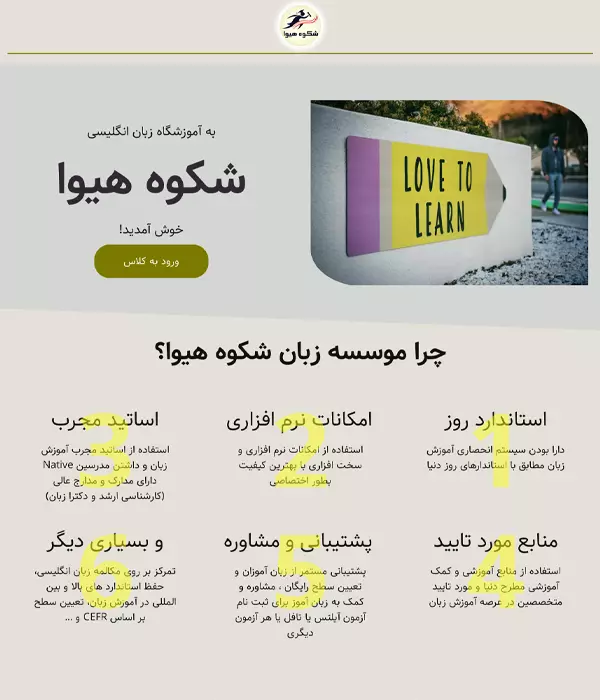 شکوه هیوا
به آموزشگاه زبان انگلیسی
شکوه هیوا
خوش آمدید!
ورود به کلاس
LOVE TO
LEARN
چرا موسسه زبان شکوه هیوا؟
1
استاندارد روز
دارا بودن سیستم انحصاری آموزش
زبان مطابق با استاندارهای روز دنیا
2
امکانات نرم افزاری
استفاده از امکانات نرم افزاری و
سخت افزاری با بهترین کیفیت
بطور اختصاصی
3
اساتید مجرب
استفاده از اساتید مجرب آموزش
زبان و داشتن مدرسین Native
دارای مدارک و مدارج عالی
(کارشناسی ارشد و دکترا زبان)
4
منابع مورد تایید
استفاده از منابع آموزشی و کمک
آموزشی مطرح دنیا و مورد تایید
متخصصین در عرصه آموزش زبان
5
پشتیبانی و مشاوره
پشتیبانی مستمر از زبان آموزان و
تعیین سطح رایگان ، مشاوره و
کمک به زبان آموز برای ثبت نام
آزمون آیلتس یا تافل یا هر آزمون
دیگری
6
و بسیاری دیگر
تمرکز بر روی مکالمه زبان انگلیسی،
حفظ استاندارد های بالا و بین
المللی در آموزش زبان، تعیین سطح
بر اساس CEFR و ...